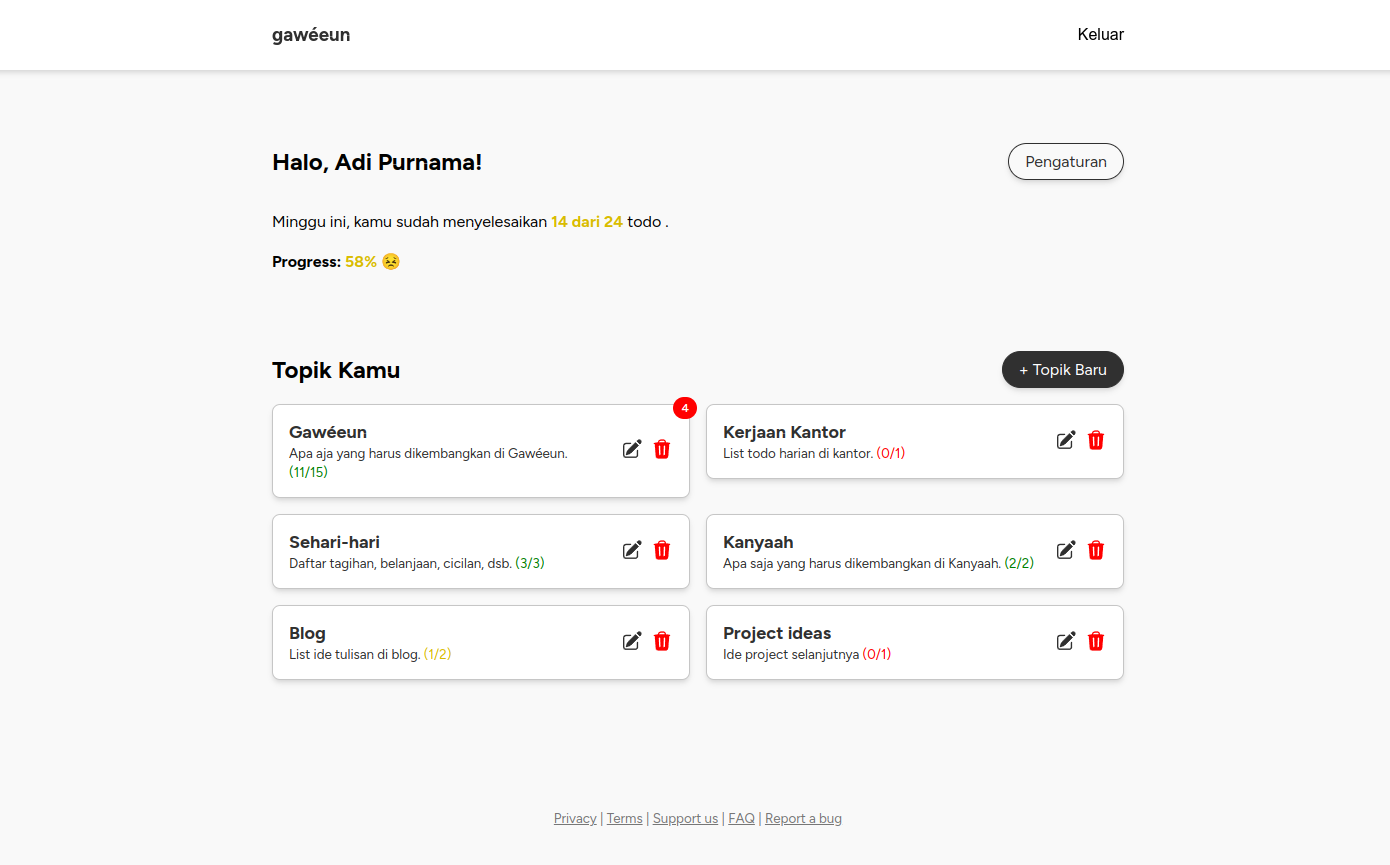 gawéeun
Keluar
Halo, Adi Purnama!
Pengaturan
Minggu ini, kamu sudah menyelesaikan 14 dari 24 todo .
Progress: 58% 😣
Topik Kamu
+ Topik Baru
4
Gawéeun
Apa aja yang harus dikembangkan di Gawéeun.
(11/15)
Kerjaan Kantor
List todo harian di kantor. (0/1)
Sehari-hari
Daftar tagihan, belanjaan, cicilan, dsb. (3/3)
Kanyaah
Apa saja yang harus dikembangkan di Kanyaah. (2/2)
Blog
List ide tulisan di blog. (1/2)
Project ideas
Ide project selanjutnya (0/1)
Privacy | Terms | Support us | FAQ | Report a bug